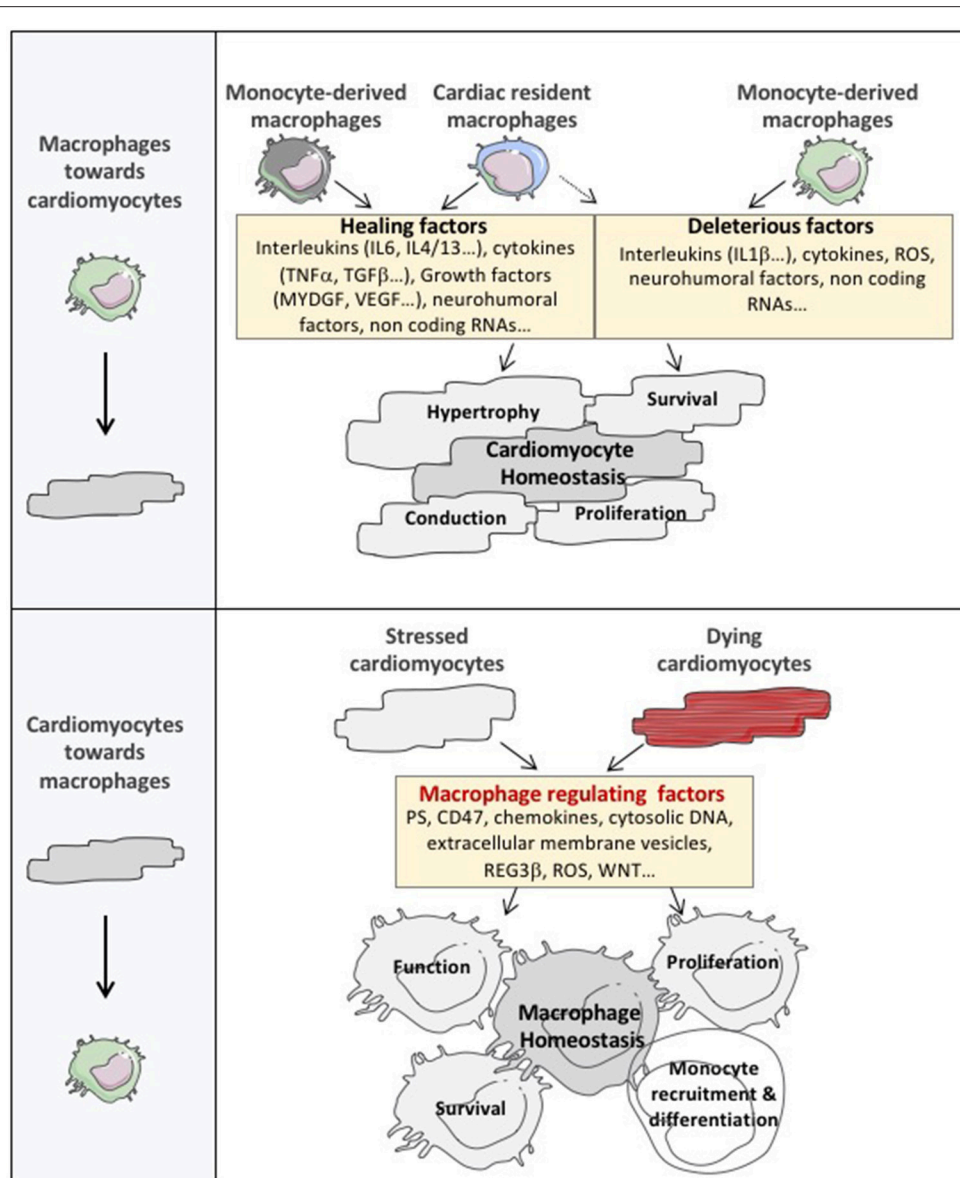 Macrophages
towards
cardiomyocytes
Monocyte-derived
macrophages
Cardiac resident
macrophages
Monocyte-derived
macrophages
Healing factors
Interleukins (IL6, IL4/13...), cytokines
(TNFα, TGFβ...), Growth factors
(MYDGF, VEGF...), neurohumoral
factors, non coding RNAs...
Deleterious factors
Interleukins (IL1β...), cytokines, ROS,
neurohumoral factors, non coding
RNAs...
Hypertrophy
Survival
Cardiomyocyte
Homeostasis
Conduction
Proliferation
Cardiomyocytes
towards
macrophages
Stressed
cardiomyocytes
Dying
cardiomyocytes
Macrophage regulating factors
PS, CD47, chemokines, cytosolic DNA,
extracellular membrane vesicles,
REG3β, ROS, WNT...
Function
Proliferation
Macrophage
Homeostasis
Survival
Monocyte
recruitment &
differentiation